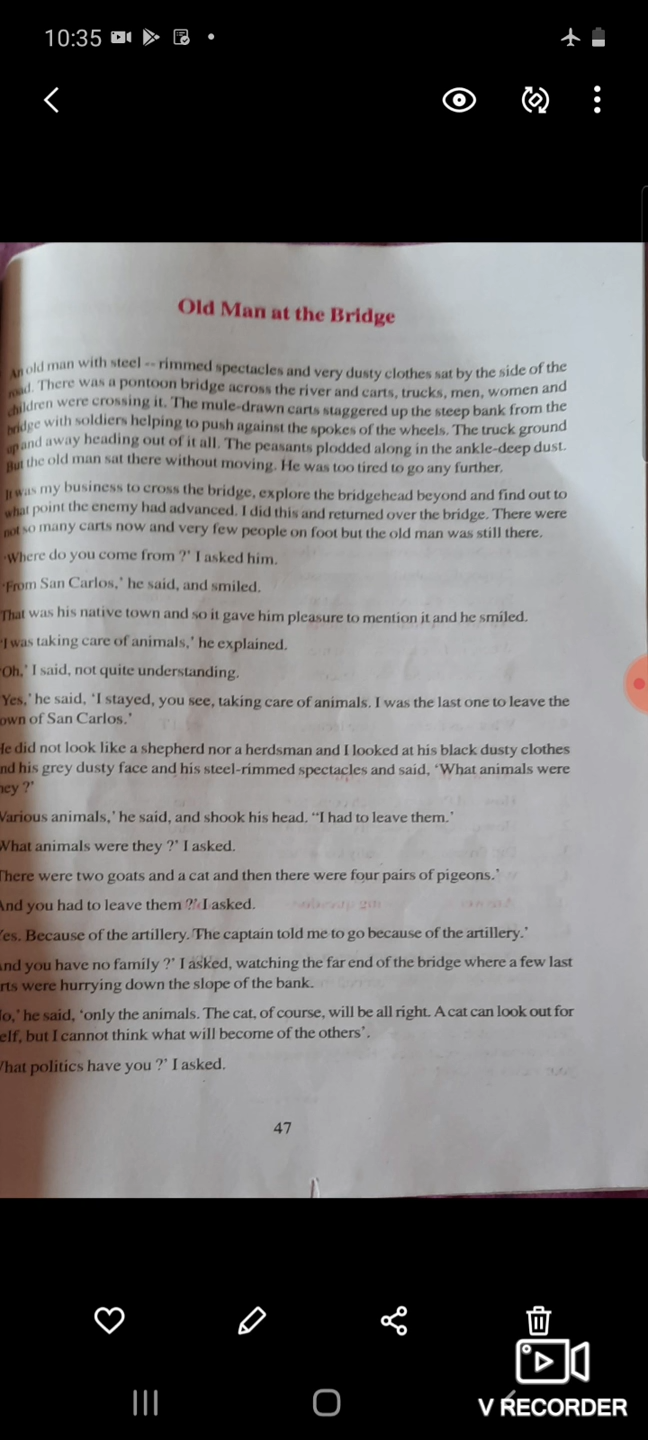 10:35
Old Man at the Bridge
An old man with steel -- rimmed spectacles and very dusty clothes sat by the side of the
road. There was a pontoon bridge across the river and carts, trucks, men, women and
children were crossing it. The mule-drawn carts staggered up the steep bank from the
bridge with soldiers helping to push against the spokes of the wheels. The truck ground
up and away heading out of it all. The peasants plodded along in the ankle-deep dust.
But the old man sat there without moving. He was too tired to go any further.
It was my business to cross the bridge, explore the bridgehead beyond and find out to
what point the enemy had advanced. I did this and returned over the bridge. There were
not so many carts now and very few people on foot but the old man was still there.
'Where do you come from ?' I asked him.
'From San Carlos,' he said, and smiled.
That was his native town and so it gave him pleasure to mention it and he smiled.
'I was taking care of animals,' he explained.
'Oh,' I said, not quite understanding.
Yes,' he said, 'I stayed, you see, taking care of animals. I was the last one to leave the
own of San Carlos.'
He did not look like a shepherd nor a herdsman and I looked at his black dusty clothes
nd his grey dusty face and his steel-rimmed spectacles and said, 'What animals were
ney ?'
Various animals,' he said, and shook his head. "I had to leave them.'
What animals were they ?' I asked.
There were two goats and a cat and then there were four pairs of pigeons.'
And you had to leave them ?' I asked.
Yes. Because of the artillery. The captain told me to go because of the artillery.'
And you have no family ?' I asked, watching the far end of the bridge where a few last
rts were hurrying down the slope of the bank.
No,' he said, 'only the animals. The cat, of course, will be all right. A cat can look out for
elf, but I cannot think what will become of the others'.
What politics have you ?' I asked.
47
V RECORDER